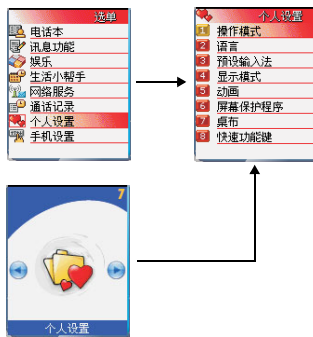 选单
电话本
讯息功能
娱乐
生活小帮手
网络服务
通话记录
个人设置
手机设置
个人设置
1 操作模式
2 语言
3 预设输入法
4 显示模式
5 动画
6 屏幕保护程序
7 桌布
8 快速功能键
7
个人设置